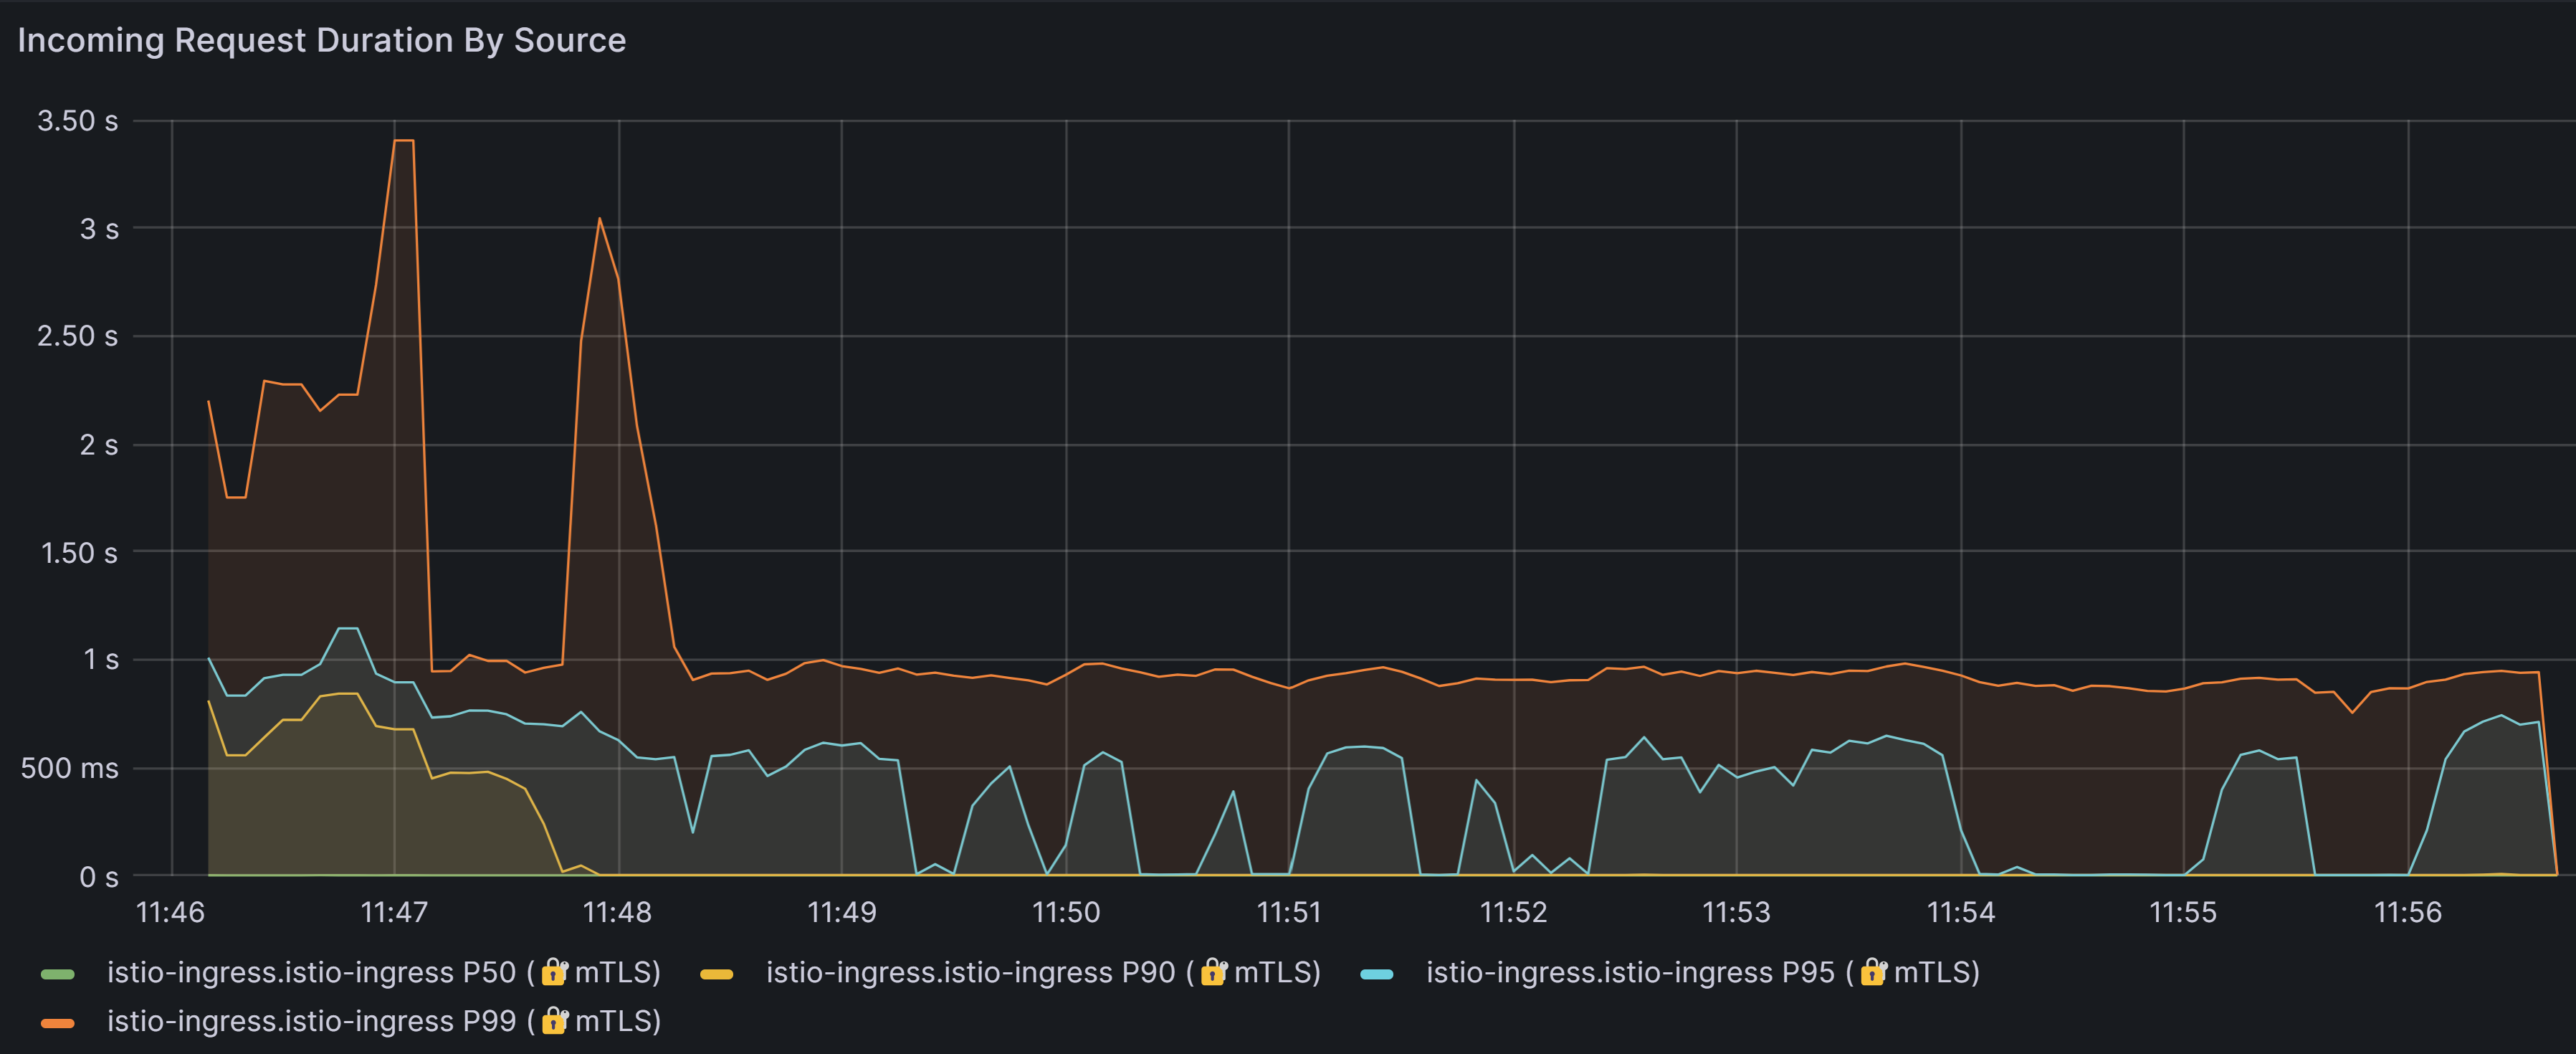 Incoming Request Duration By Source
3.50 s
3 s
2.50 s
2 s
1.50 s
1 s
500 ms
0 s
11:46 11:47 11:48 11:49 11:50 11:51 11:52 11:53 11:54 11:55 11:56
istio-ingress.istio-ingress P50 (🔐mTLS) istio-ingress.istio-ingress P90 (🔐mTLS) istio-ingress.istio-ingress P95 (🔐mTLS)
istio-ingress.istio-ingress P99 (🔐mTLS)